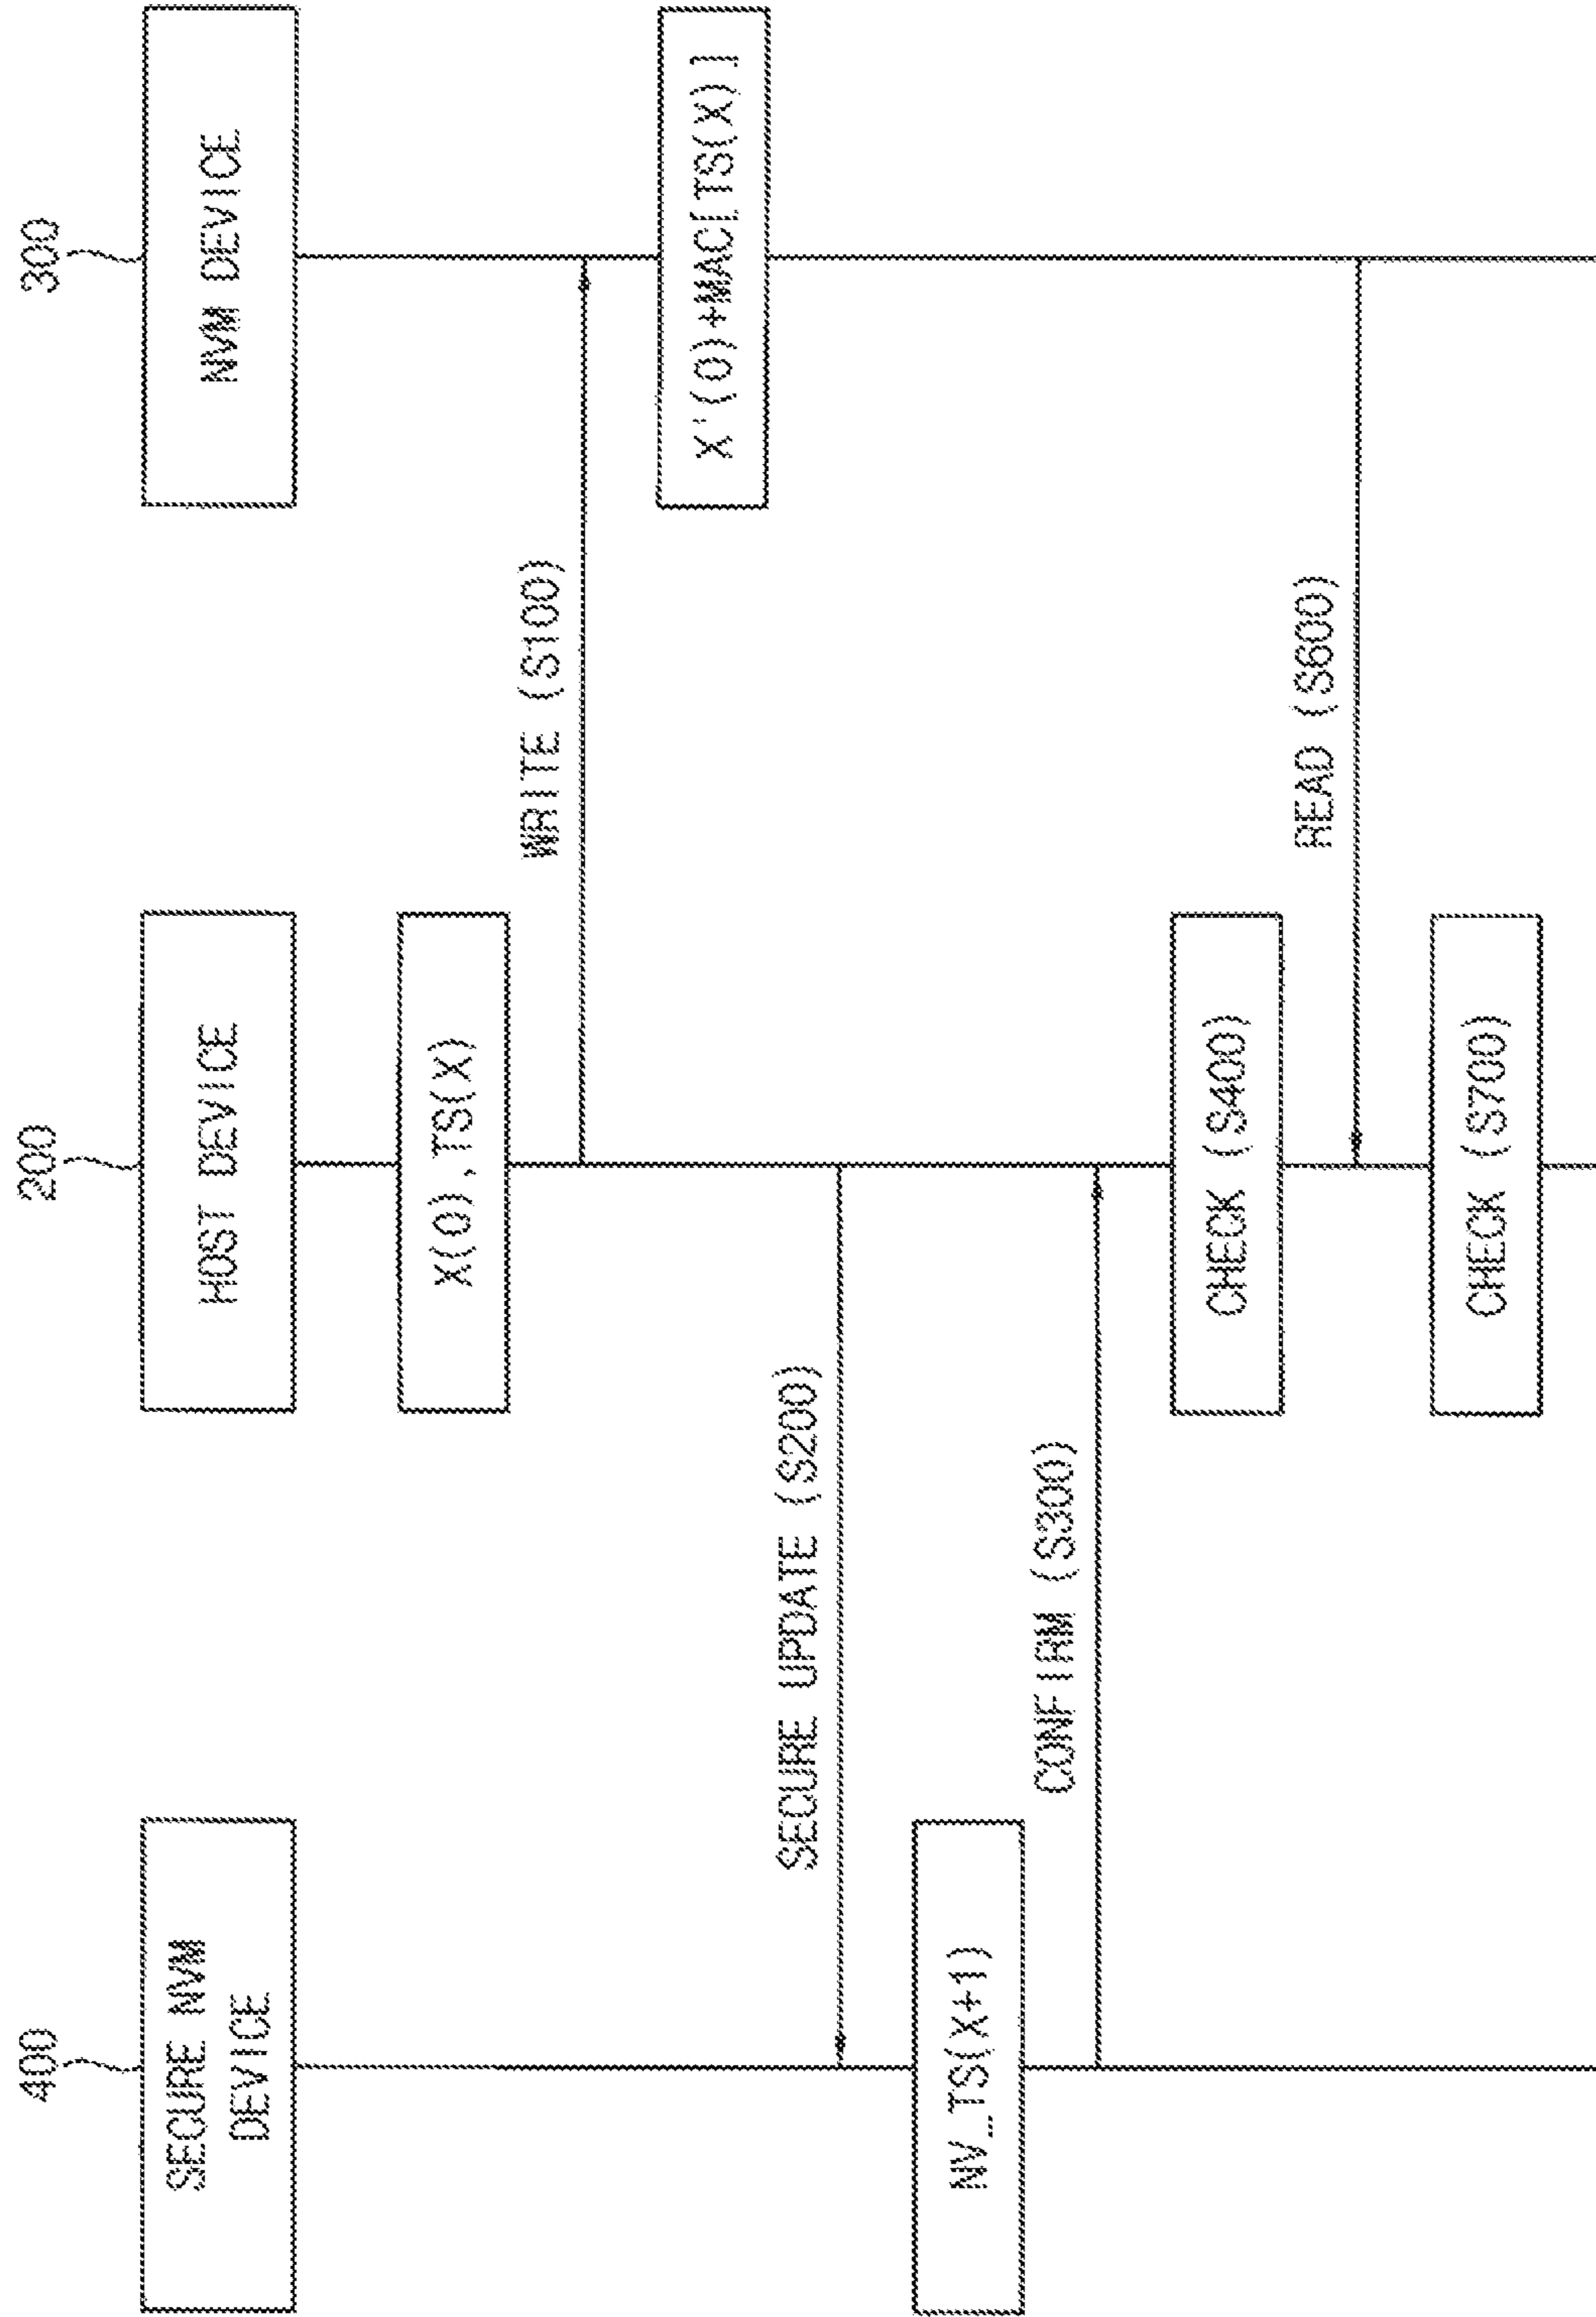 400
200
300
SECURE NVM
DEVICE
HOST DEVICE
NVM DEVICE
X(0),TS(X)
WRITE (S100)
X'(0)+MAC[TS(X)]
SECURE UPDATE (S200)
NV_TS(X+1)
CONFIRM (S300)
CHECK (S400)
READ (S600)
CHECK (S700)